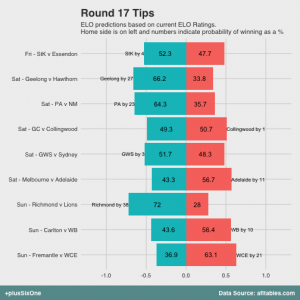 Round 17 Tips
ELO predictions based on current ELO Ratings.
Home side is on left and numbers indicate probability of winning as a %
Fri - StK v Essendon
StK by 4
52.3
47.7
Sat - Geelong v Hawthorn
Geelong by 27
66.2
33.8
Sat - PA v NM
PA by 23
64.3
35.7
Sat - GC v Collingwood
49.3
50.7
Collingwood by 1
Sat - GWS v Sydney
GWS by 3
51.7
48.3
Sat - Melbourne v Adelaide
43.3
56.7
Adelaide by 11
Sun - Richmond v Lions
Richmond by 38
72
28
Sun - Carlton v WB
43.6
56.4
WB by 10
Sun - Fremantle v WCE
36.9
63.1
WCE by 21
-1.0
-0.5
0.0
0.5
1.0
+plusSixOne
Data Source: afltables.com